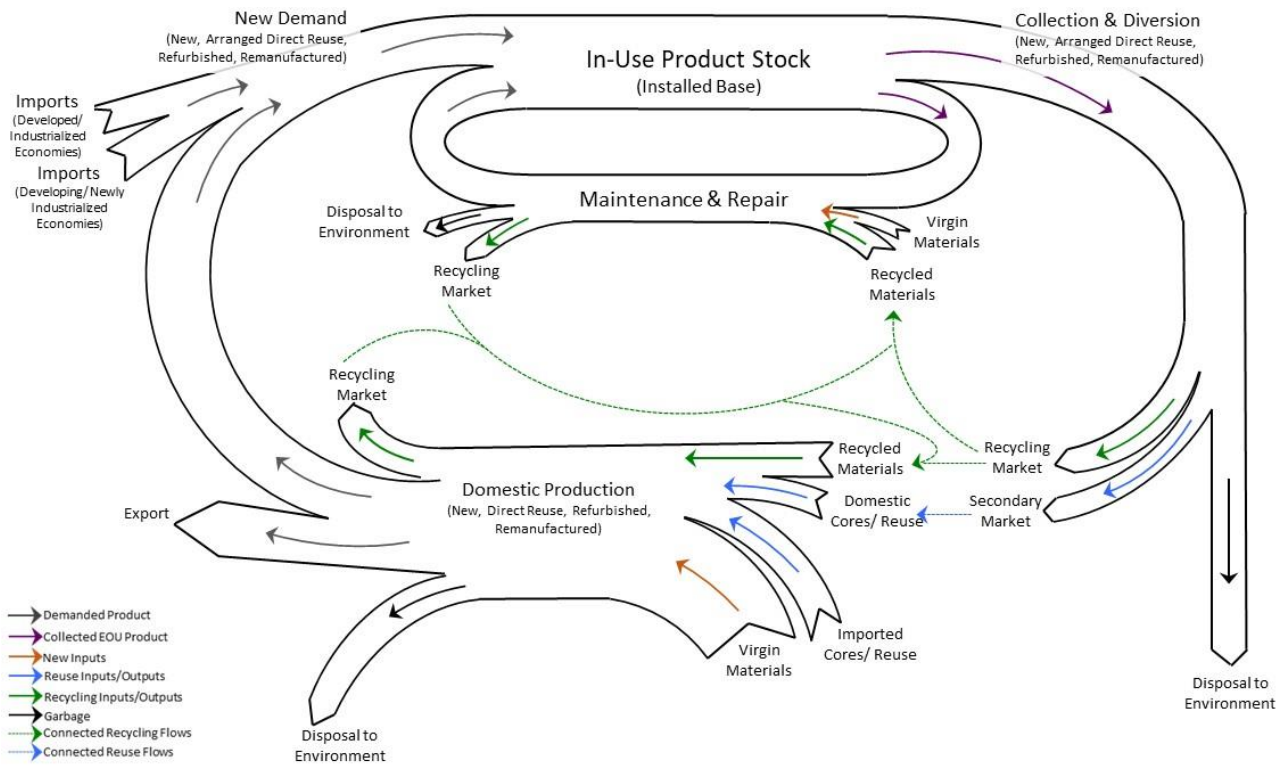 New Demand
(New, Arranged Direct Reuse,
Refurbished, Remanufactured)
Collection & Diversion
(New, Arranged Direct Reuse,
Refurbished, Remanufactured)
In-Use Product Stock
(Installed Base)
Imports
(Developed/
Industrialized
Economies)
Imports
(Developing/Newly
Industrialized
Economies)
Maintenance & Repair
Disposal to
Environment
Virgin
Materials
Recycling
Market
Recycled
Materials
Recycling
Market
Recycled
Materials
Recycling
Market
Domestic Production
(New, Direct Reuse, Refurbished,
Remanufactured)
Domestic
Cores/ Reuse
Secondary
Market
Export
Imported
Cores/ Reuse
Virgin
Materials
Disposal to
Environment
Disposal to
Environment
Demanded Product
Collected EOU Product
New Inputs
Reuse Inputs/Outputs
Recycling Inputs/Outputs
Garbage
Connected Recycling Flows
Connected Reuse Flows